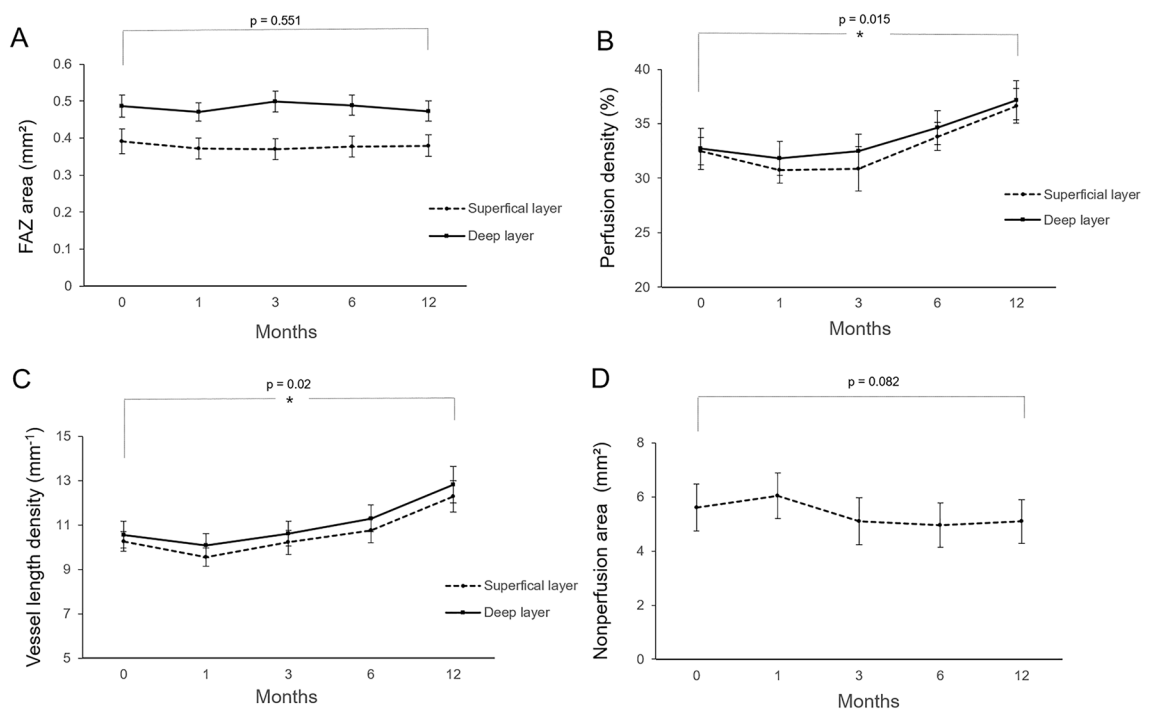 A
p = 0.551
FAZ area (mm²)
0.6
0.5
0.4
0.3
0.2
0.1
0
Superfical layer
Deep layer
0 1 3 6 12
Months
B
p = 0.015
*
Perfusion density (%)
40
35
30
25
20
Superficial layer
Deep layer
0 1 3 6 12
Months
C
p = 0.02
*
Vessel length density (mm⁻¹)
15
13
11
9
7
5
Superfical layer
Deep layer
0 1 3 6 12
Months
D
p = 0.082
Nonperfusion area (mm²)
8
6
4
2
0
0 1 3 6 12
Months